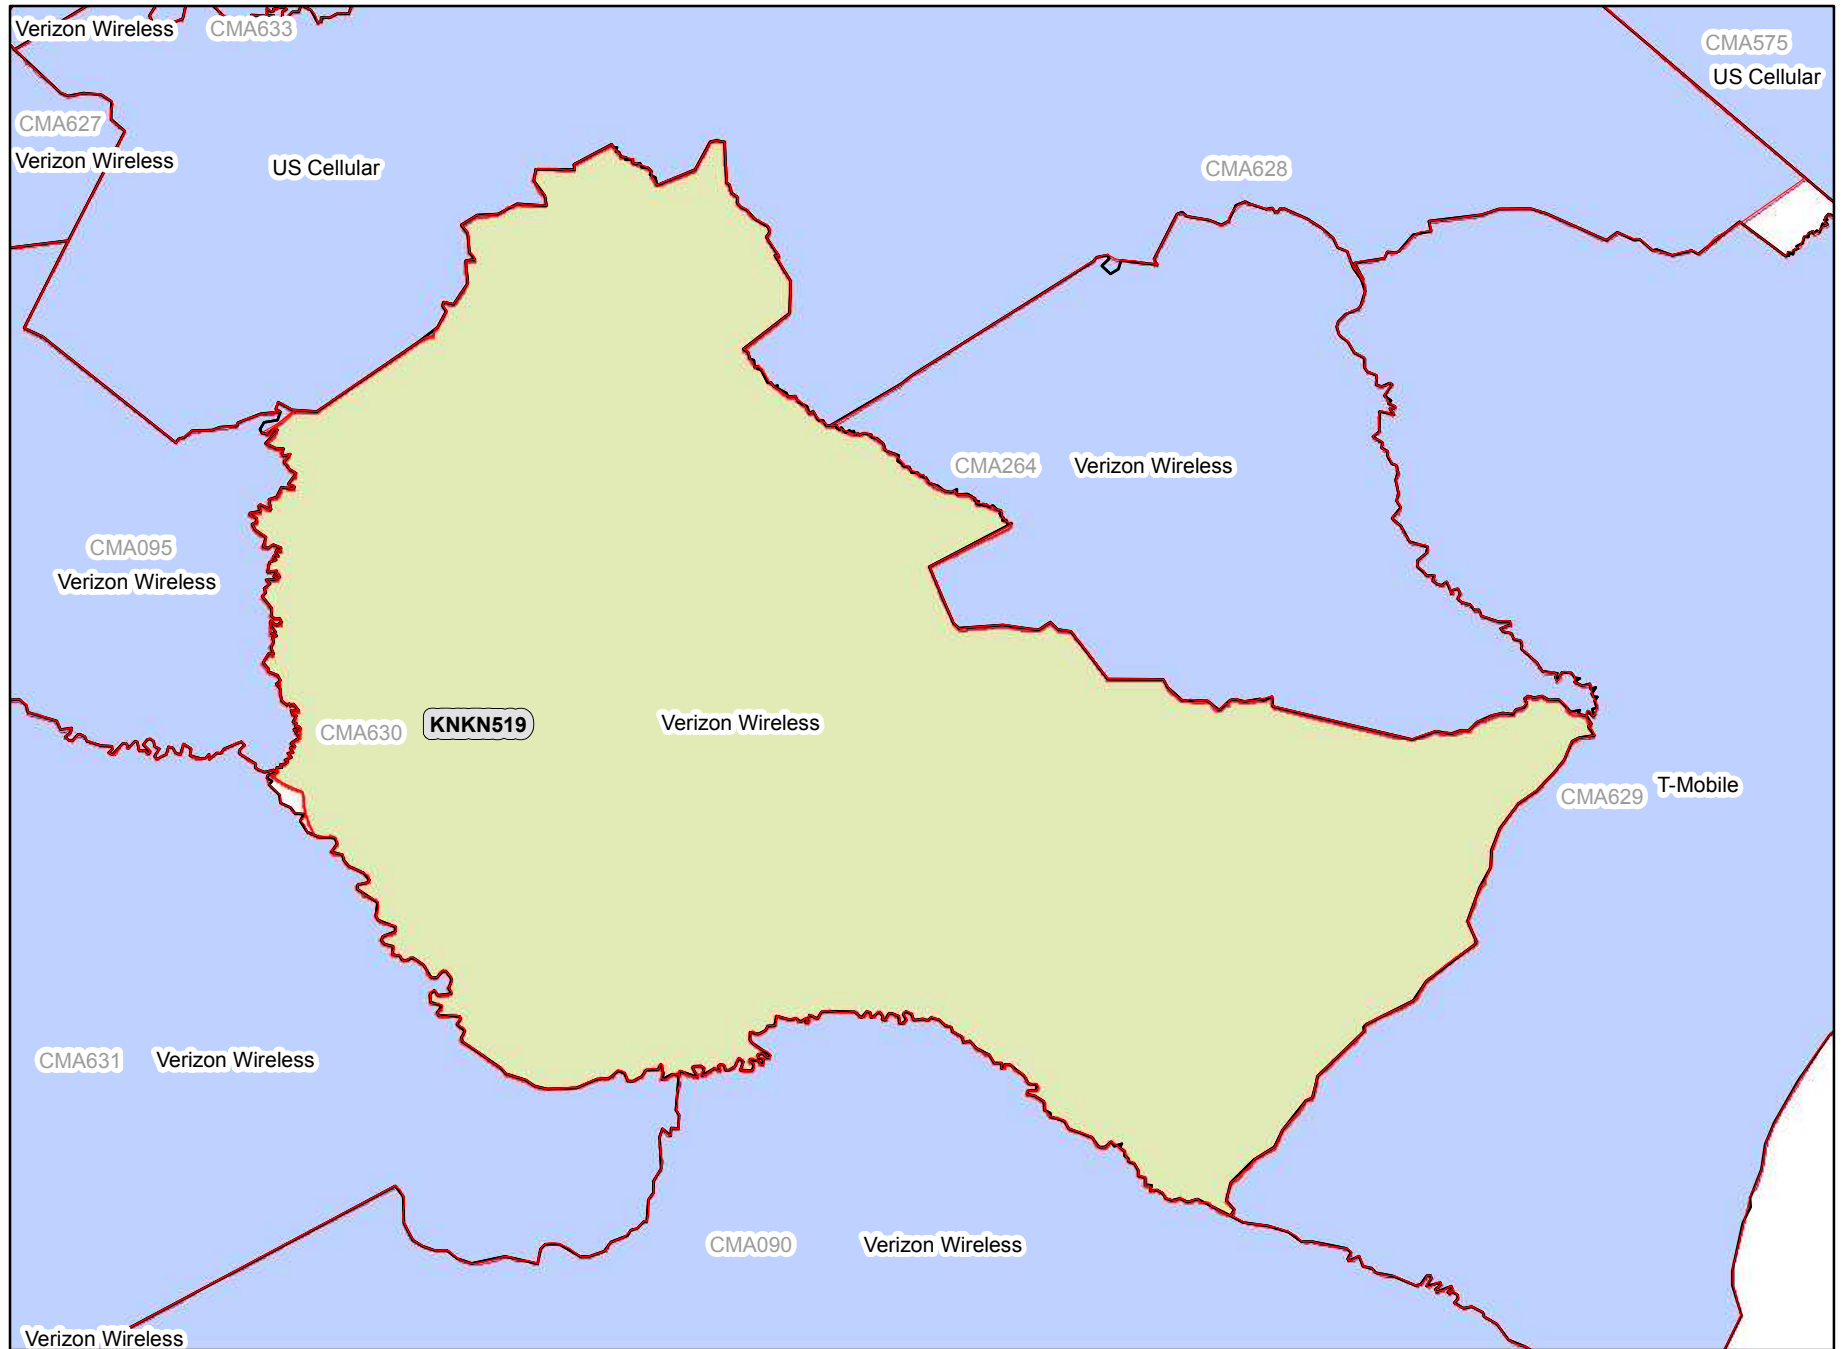 Verizon Wireless CMA633
CMA575
US Cellular
CMA627
Verizon Wireless
US Cellular
CMA628
CMA264 Verizon Wireless
CMA095
Verizon Wireless
CMA630 KNKN519 Verizon Wireless
CMA629 T-Mobile
CMA631 Verizon Wireless
CMA090 Verizon Wireless
Verizon Wireless